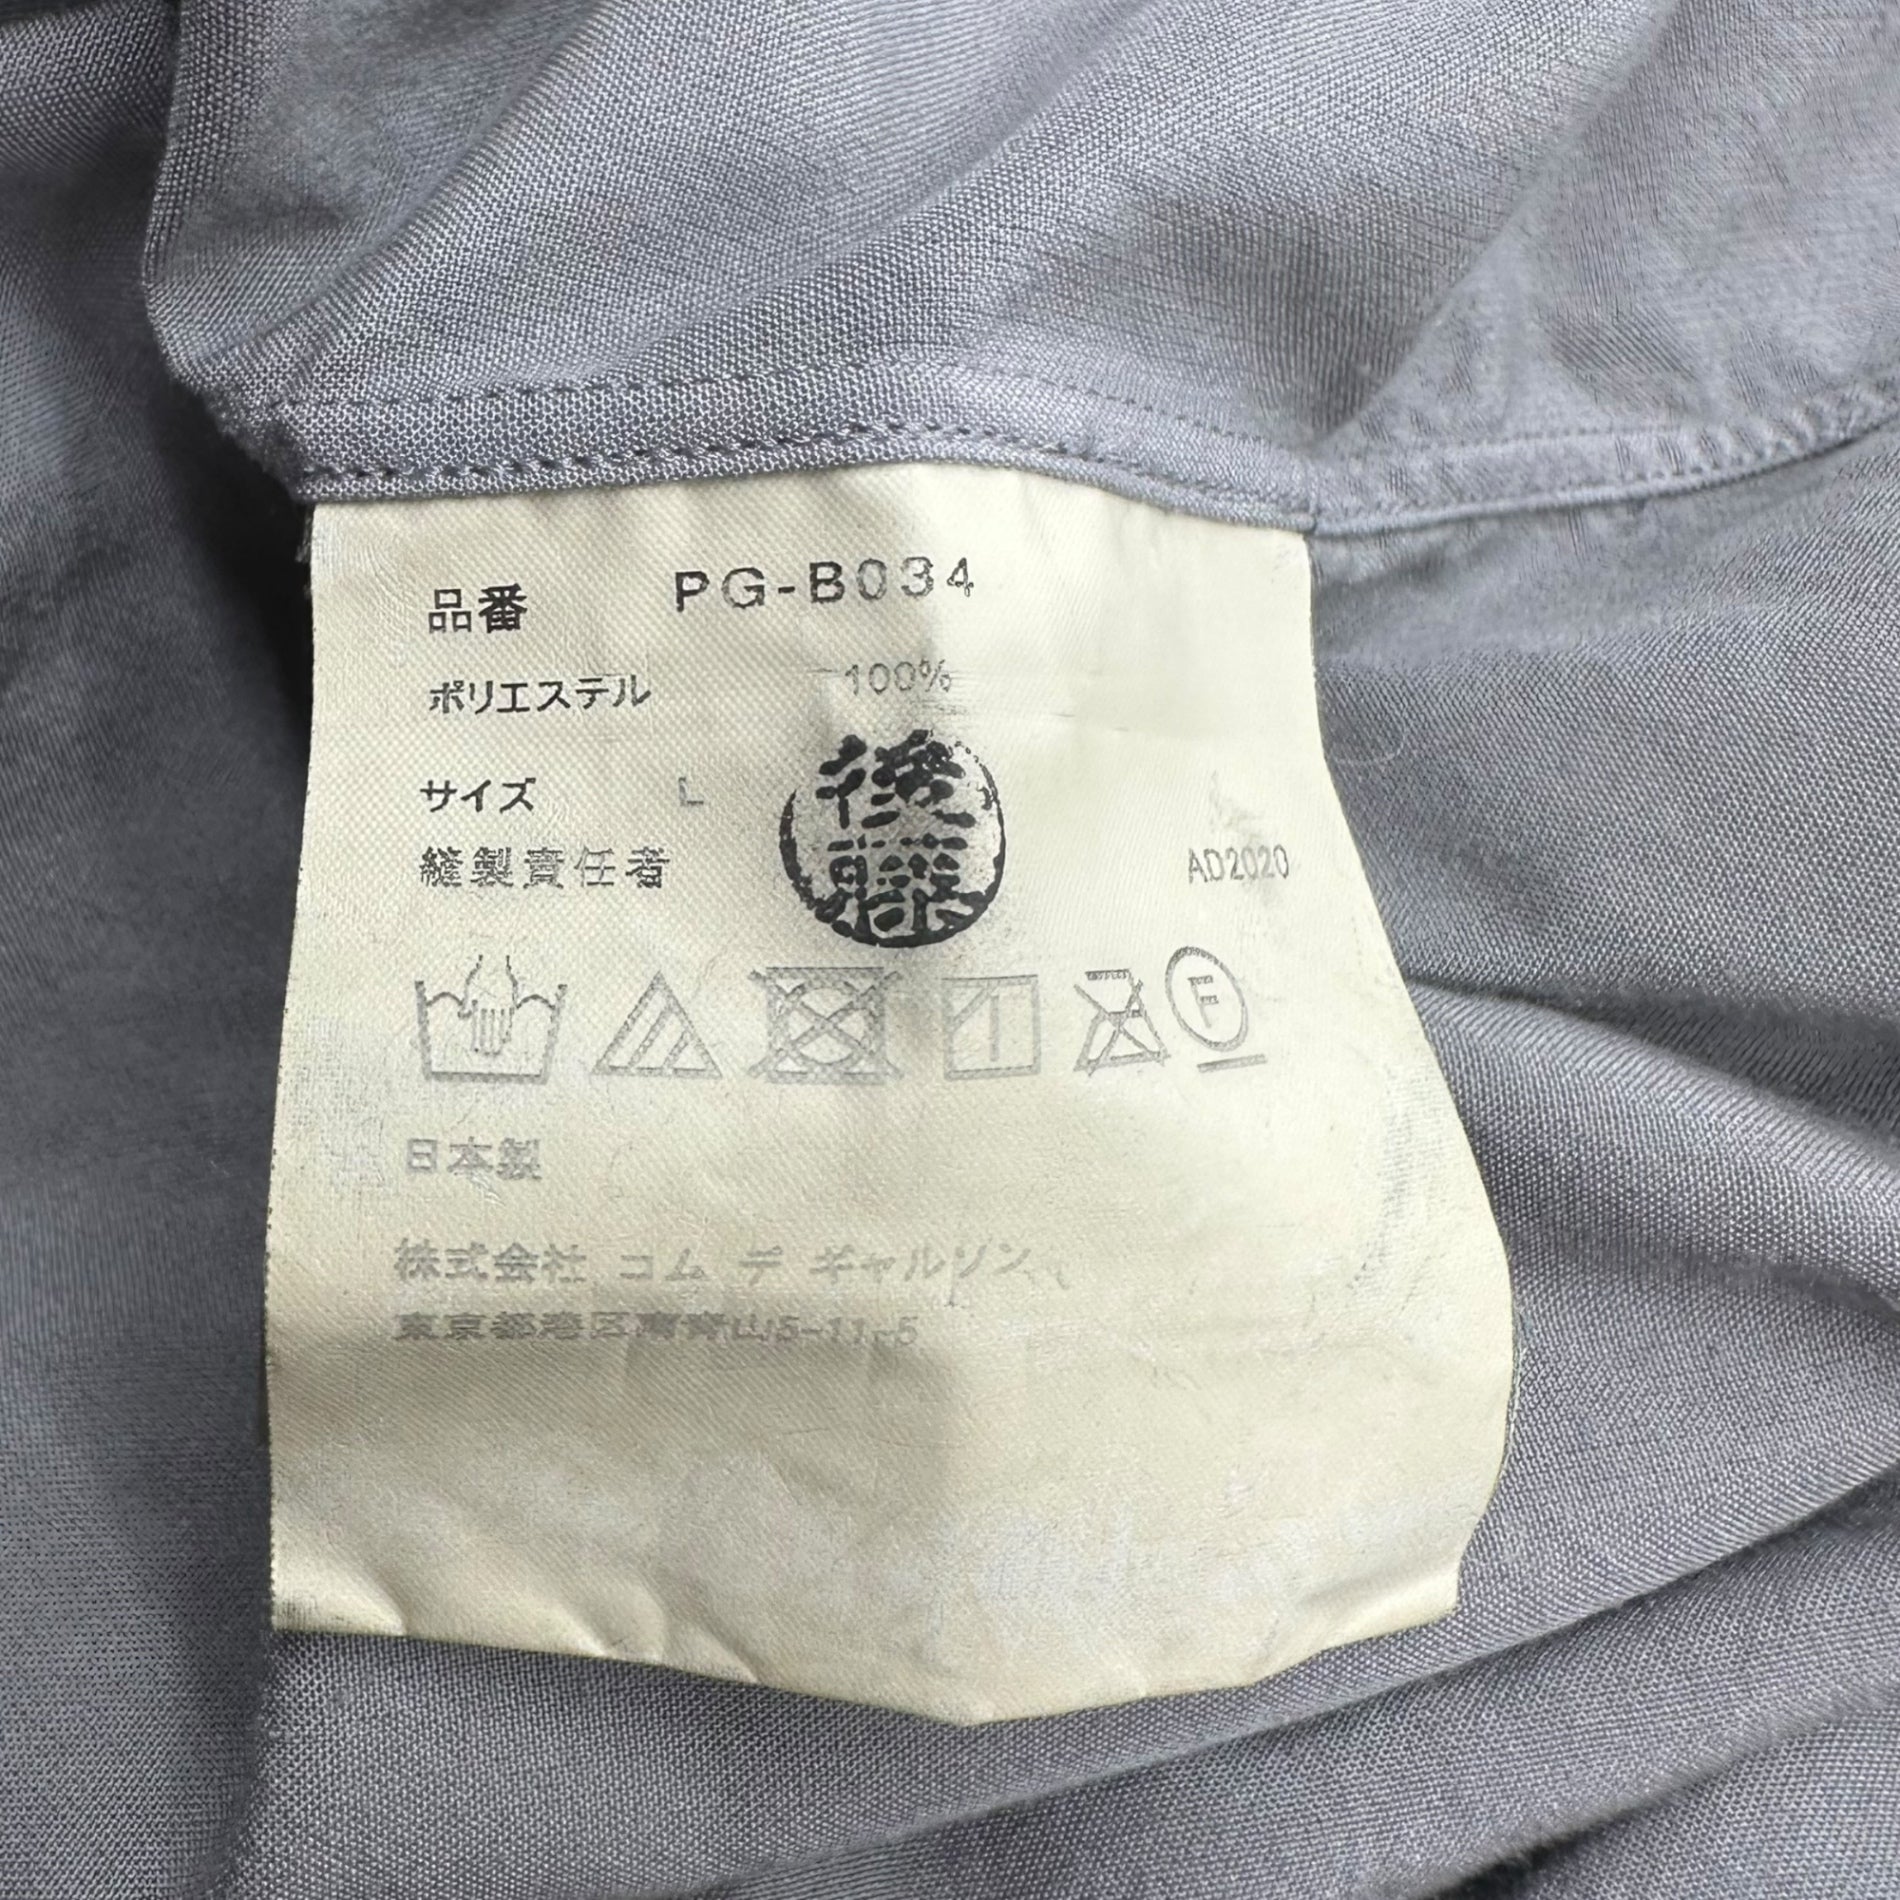 品番 PG-B034
ポリエステル 100%
サイズ L
縫製責任者 後藤 AD2020
F
日本製
株式会社 コム デ ギャルソン
東京都港区南青山5-11-5